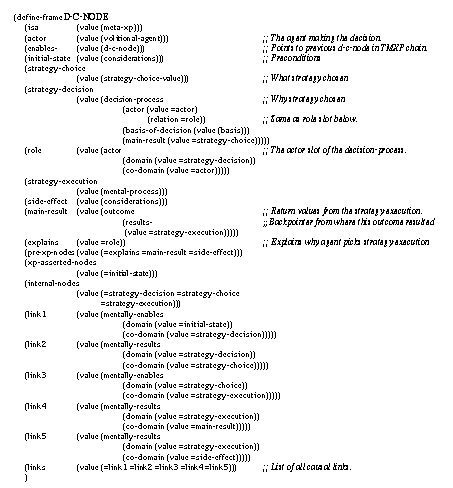 (define-frame D-C-NODE
(isa (value (meta-xp)))
(actor (value (volitional-agent))) ;; The agent making the decision.
(enables- (value (d-c-node))) ;; Points to previous d-c-node in TMXP chain.
(initial-state (value (considerations))) ;; Preconditions
(strategy-choice
(value (strategy-choice-value))) ;; What strategy chosen
(strategy-decision
(value (decision-process ;; Why strategy chosen
(actor (value =actor)
(relation =role)) ;; Same as role slot below.
(basis-of-decision (value (basis)))
(main-result (value =strategy-choice)))))
(role (value (actor ;; The actor slot of the decision-process.
(domain (value =strategy-decision))
(co-domain (value =actor)))))
(strategy-execution
(value (mental-process)))
(side-effect (value (considerations)))
(main-result (value (outcome ;; Return values from the strategy execution.
(results- ;; Backpointer from where this outcome resulted
(value =strategy-execution)))))
(explains (value =role)) ;; Explains why agent picks strategy execution
(pre-xp-nodes (value (=explains =main-result =side-effect)))
(xp-asserted-nodes
(value (=initial-state)))
(internal-nodes
(value (=strategy-decision =strategy-choice
=strategy-execution)))
(link1 (value (mentally-enables
(domain (value =initial-state))
(co-domain (value =strategy-decision)))))
(link2 (value (mentally-results
(domain (value =strategy-decision))
(co-domain (value =strategy-choice)))))
(link3 (value (mentally-enables
(domain (value =strategy-choice))
(co-domain (value =strategy-execution)))))
(link4 (value (mentally-results
(domain (value =strategy-execution))
(co-domain (value =main-result)))))
(link5 (value (mentally-results
(domain (value =strategy-execution))
(co-domain (value =side-effect)))))
(links (value (=link1 =link2 =link3 =link4 =link5))) ;; List of all causal links.
)